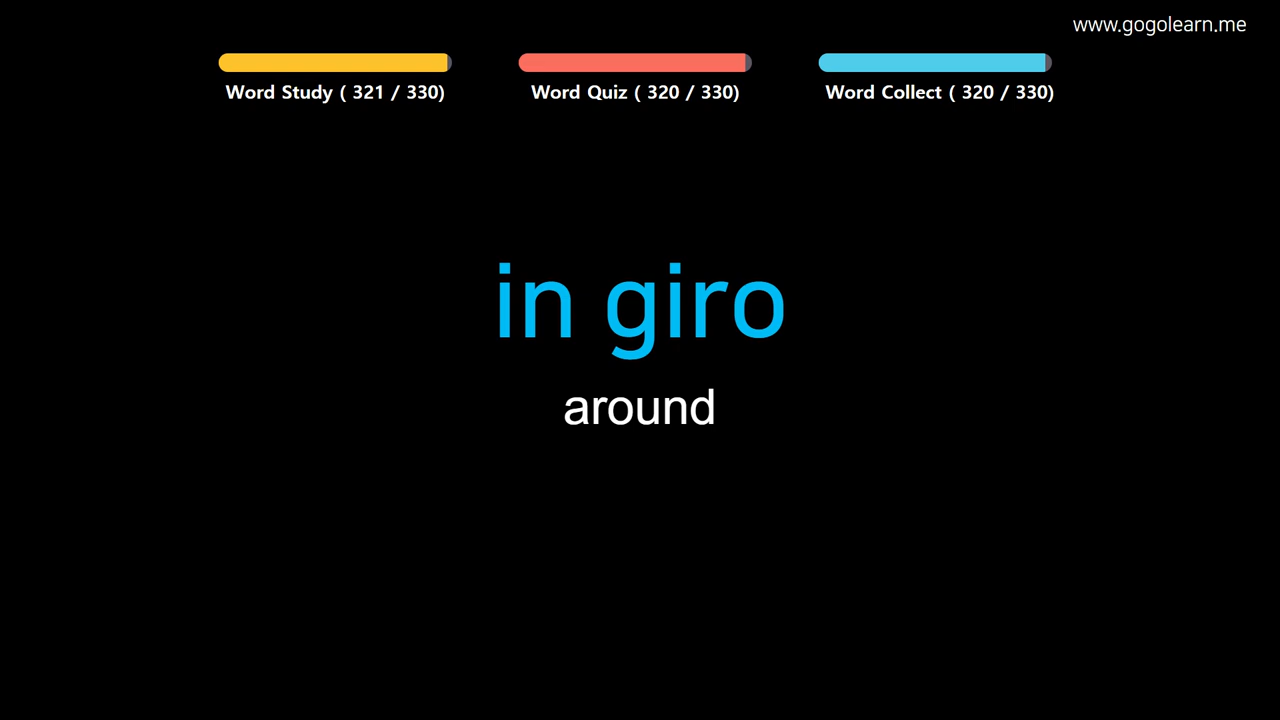 www.gogolearn.me
Word Study ( 321 / 330)
Word Quiz ( 320 / 330)
Word Collect ( 320 / 330)
in giro
around